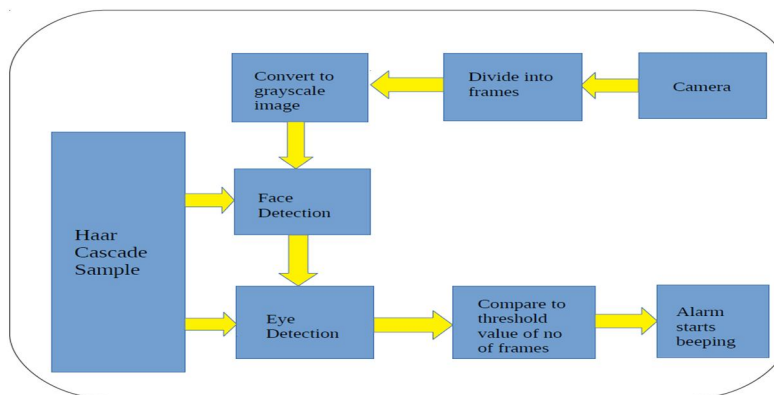 Convert to
grayscale
image
Divide into
frames
Camera
Haar
Cascade
Sample
Face
Detection
Eye
Detection
Compare to
threshold
value of no
of frames
Alarm
starts
beeping